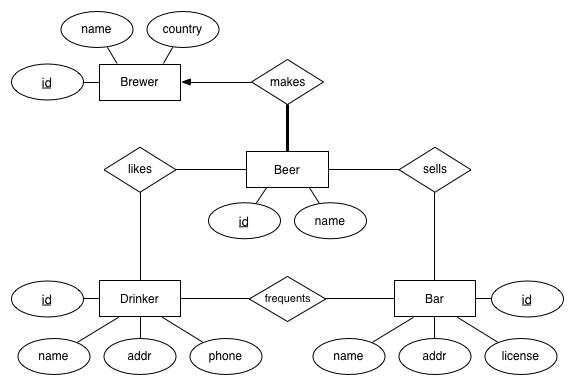 name
country
id
Brewer
makes
likes
Beer
sells
id
name
id
Drinker
frequents
Bar
id
name
addr
phone
name
addr
license